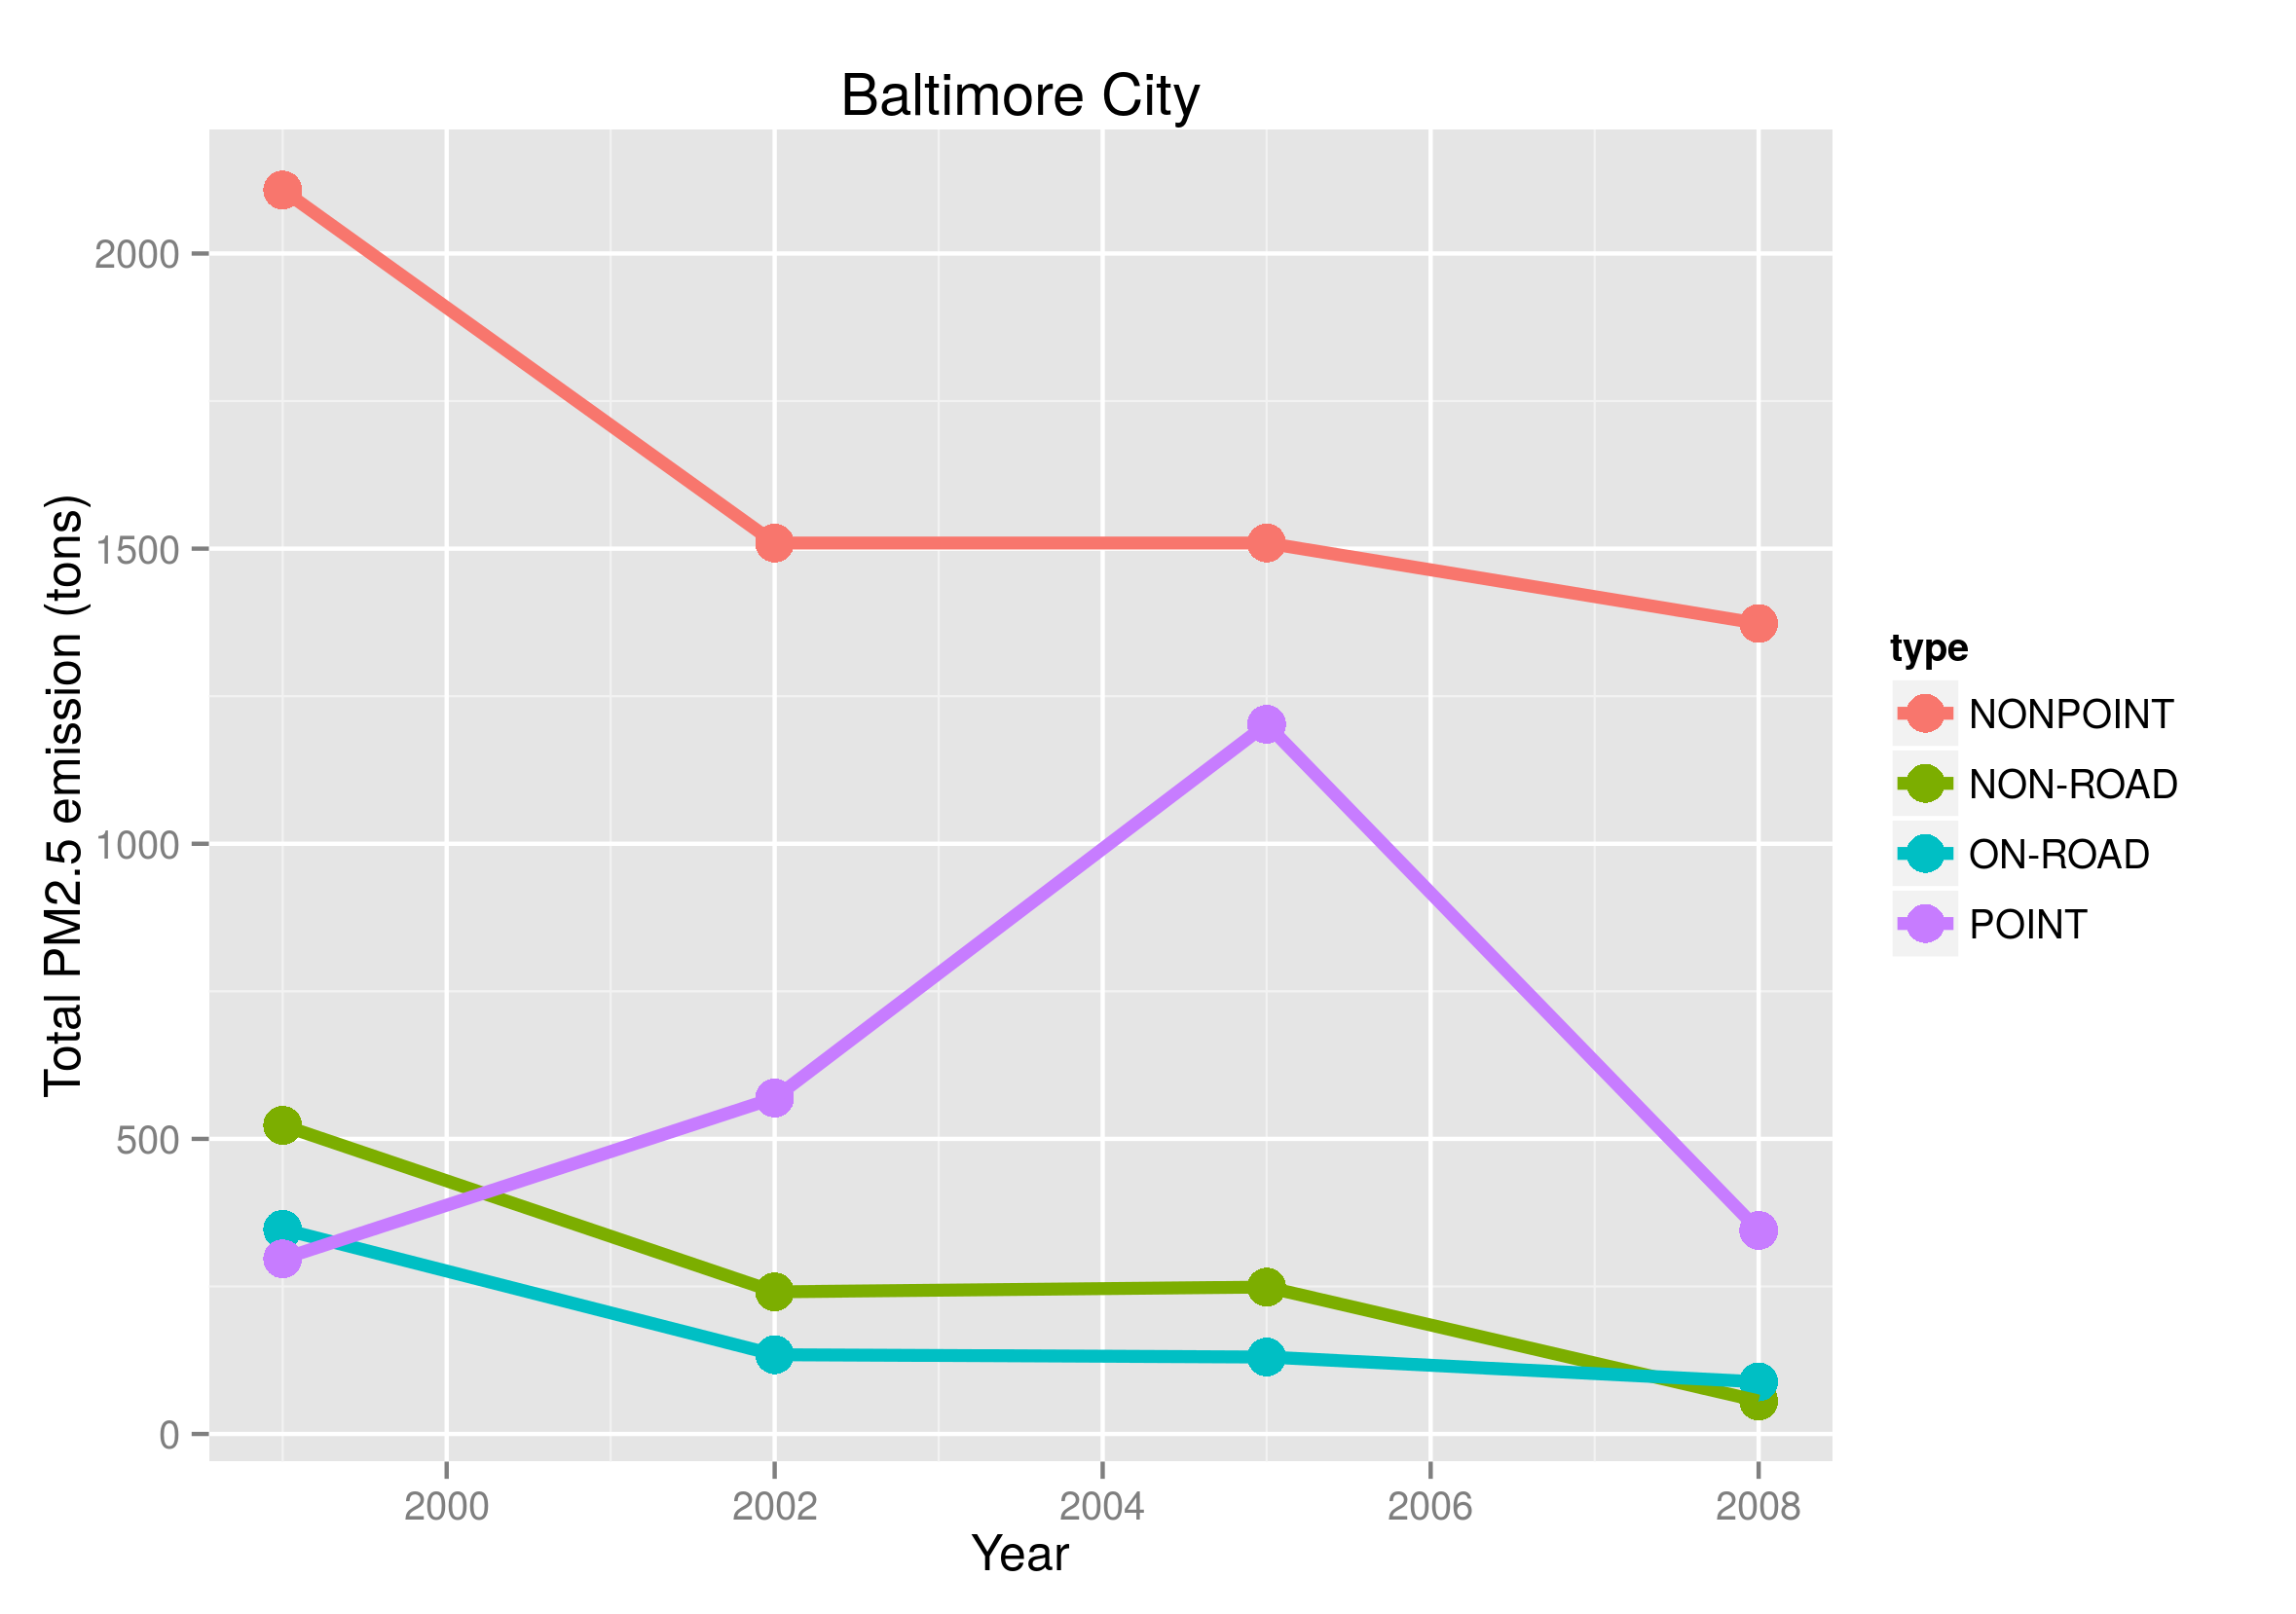 Baltimore City
Total PM2.5 emission (tons)
2000
1500
1000
500
0
2000 2002 2004 2006 2008
Year
type
NONPOINT
NON-ROAD
ON-ROAD
POINT